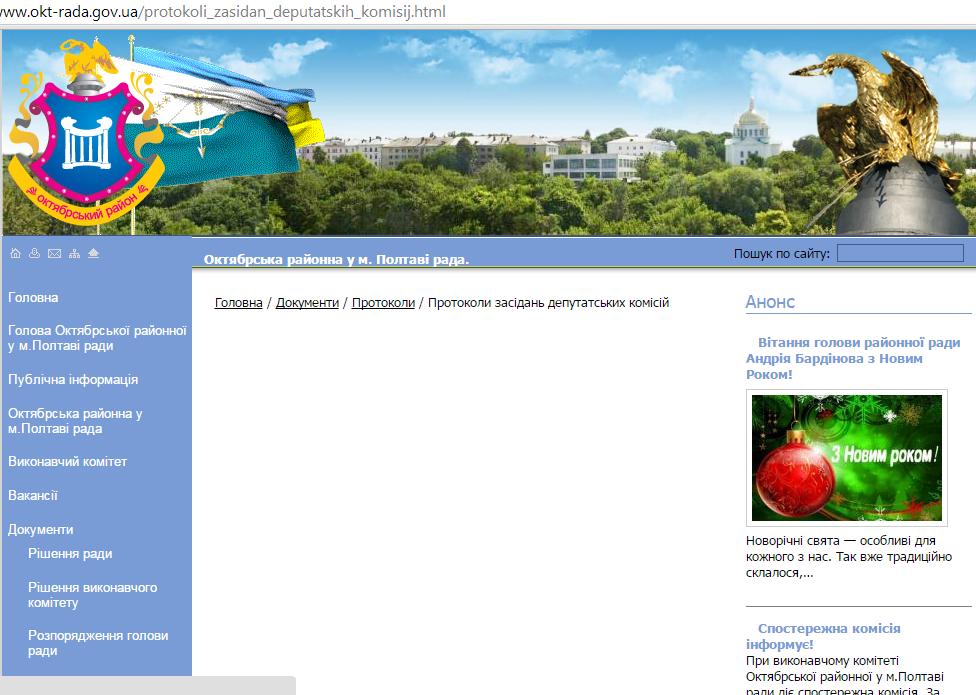 www.okt-rada.gov.ua/protokoli_zasidan_deputatskih_komisij.html
октябрський район
Октябрська районна у м. Полтаві рада.
Пошук по сайту:
Головна
Голова Октябрської районної
у м.Полтаві ради
Публічна інформація
Октябрська районна у
м.Полтаві рада
Виконавчий комітет
Вакансії
Документи
Рішення ради
Рішення виконавчого
комітету
Розпорядження голови
ради
Головна / Документи / Протоколи / Протоколи засідань депутатських комісій
Анонс
Вітання голови районної ради
Андрія Бардінова з Новим
Роком!
З Новим роком!
Новорічні свята — особливі для
кожного з нас. Так вже традиційно
склалося,...
Спостережна комісія
інформує!
При виконавчому комітеті
Октябрської районної у м.Полтаві
ради діє спостережна комісія. За